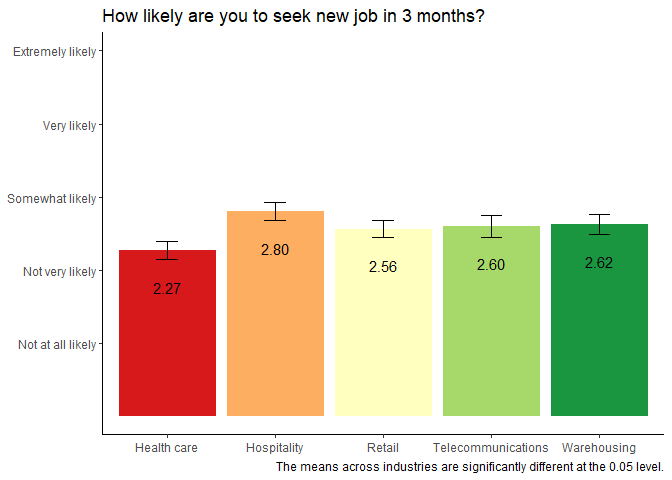 How likely are you to seek new job in 3 months?
Extremely likely
Very likely
Somewhat likely
Not very likely
Not at all likely
2.27
2.80
2.56
2.60
2.62
Health care
Hospitality
Retail
Telecommunications
Warehousing
The means across industries are significantly different at the 0.05 level.